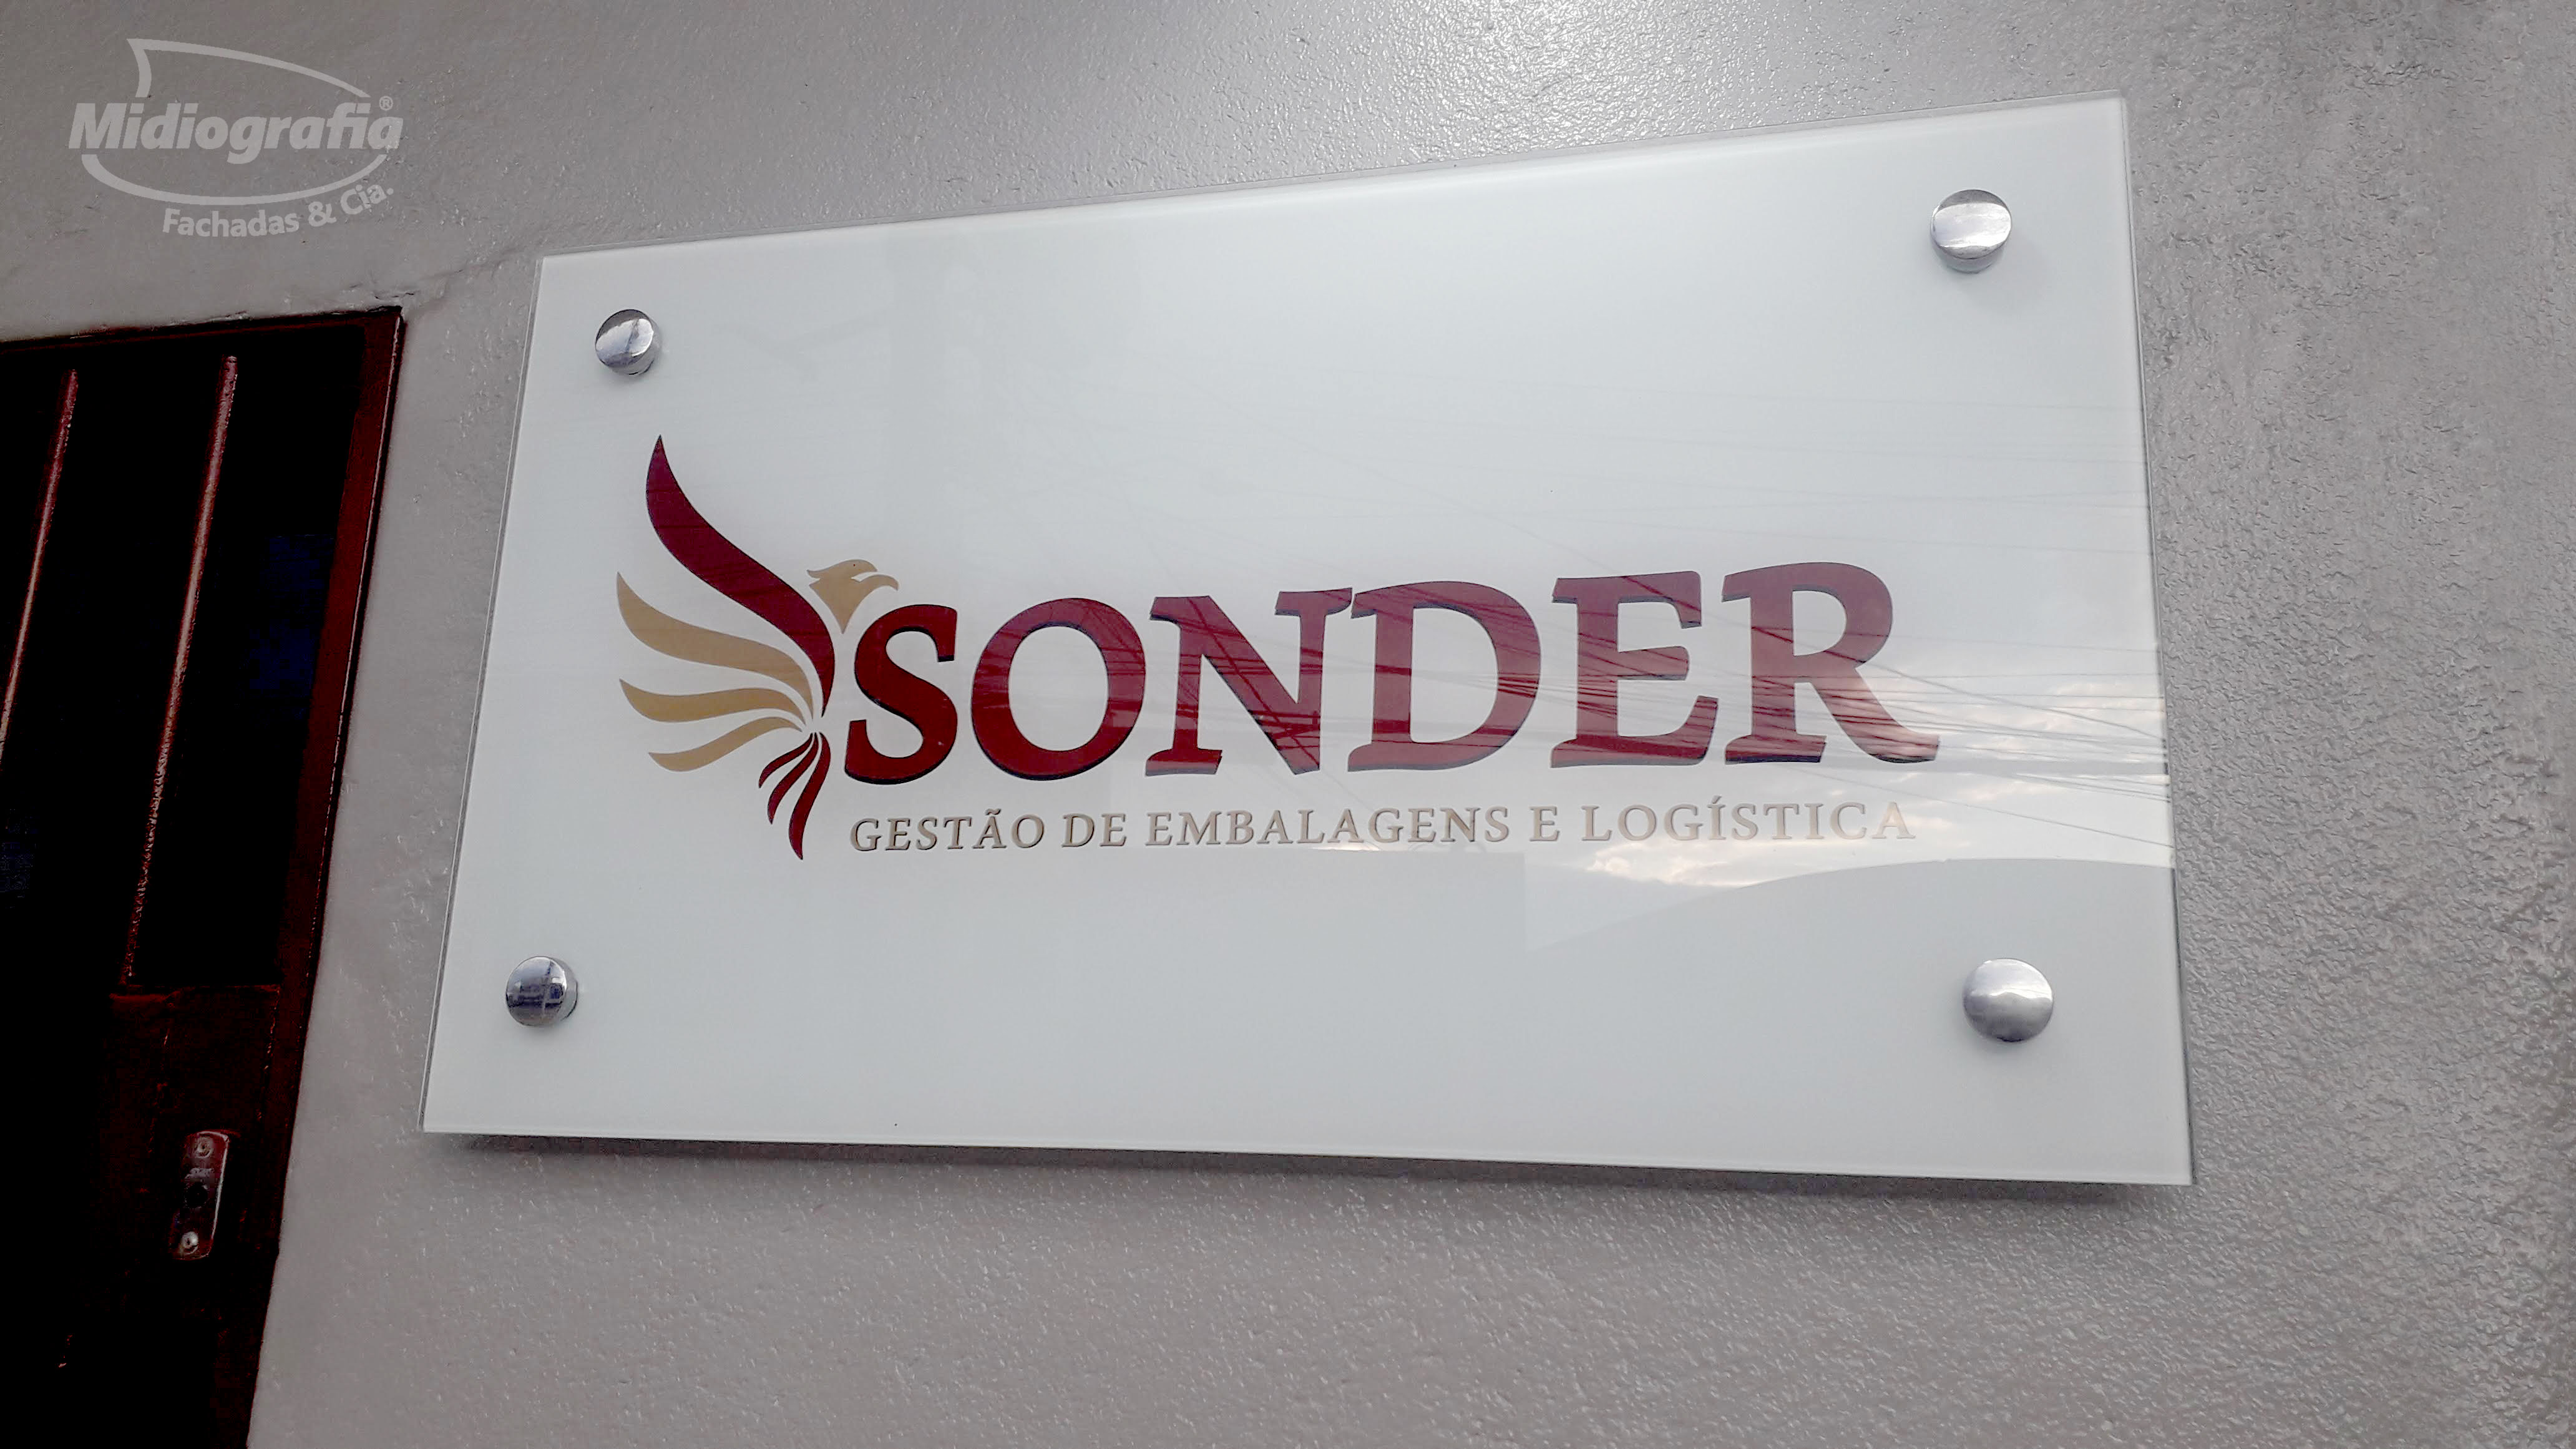 Midiografia®
Fachadas & Cia.
SONDER
GESTÃO DE EMBALAGENS E LOGÍSTICA